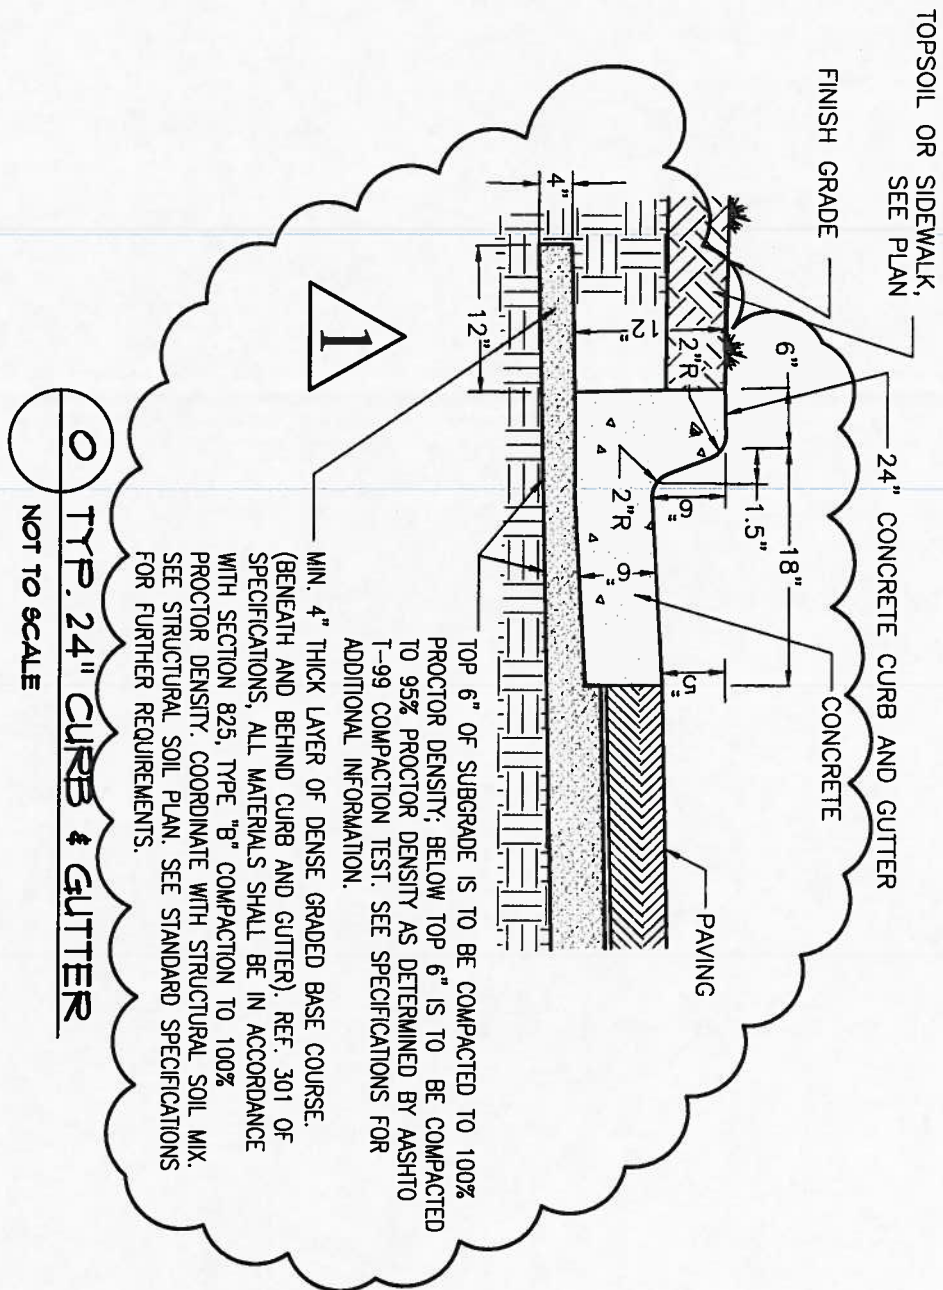 TOPSOIL OR SIDEWALK,
SEE PLAN
FINISH GRADE
24" CONCRETE CURB AND GUTTER
CONCRETE
PAVING
6"
18"
1.5"
6"
5"
2"R
2"R
6"
12"
4"
12"
TOP 6" OF SUBGRADE IS TO BE COMPACTED TO 100%
PROCTOR DENSITY; BELOW TOP 6" IS TO BE COMPACTED
TO 95% PROCTOR DENSITY AS DETERMINED BY AASHTO
T-99 COMPACTION TEST. SEE SPECIFICATIONS FOR
ADDITIONAL INFORMATION.
MIN. 4" THICK LAYER OF DENSE GRADED BASE COURSE.
(BENEATH AND BEHIND CURB AND GUTTER). REF. 301 OF
SPECIFICATIONS, ALL MATERIALS SHALL BE IN ACCORDANCE
WITH SECTION 825, TYPE "B" COMPACTION TO 100%
PROCTOR DENSITY. COORDINATE WITH STRUCTURAL SOIL MIX.
SEE STRUCTURAL SOIL PLAN. SEE STANDARD SPECIFICATIONS
FOR FURTHER REQUIREMENTS.
1
O TYP. 24" CURB & GUTTER
NOT TO SCALE